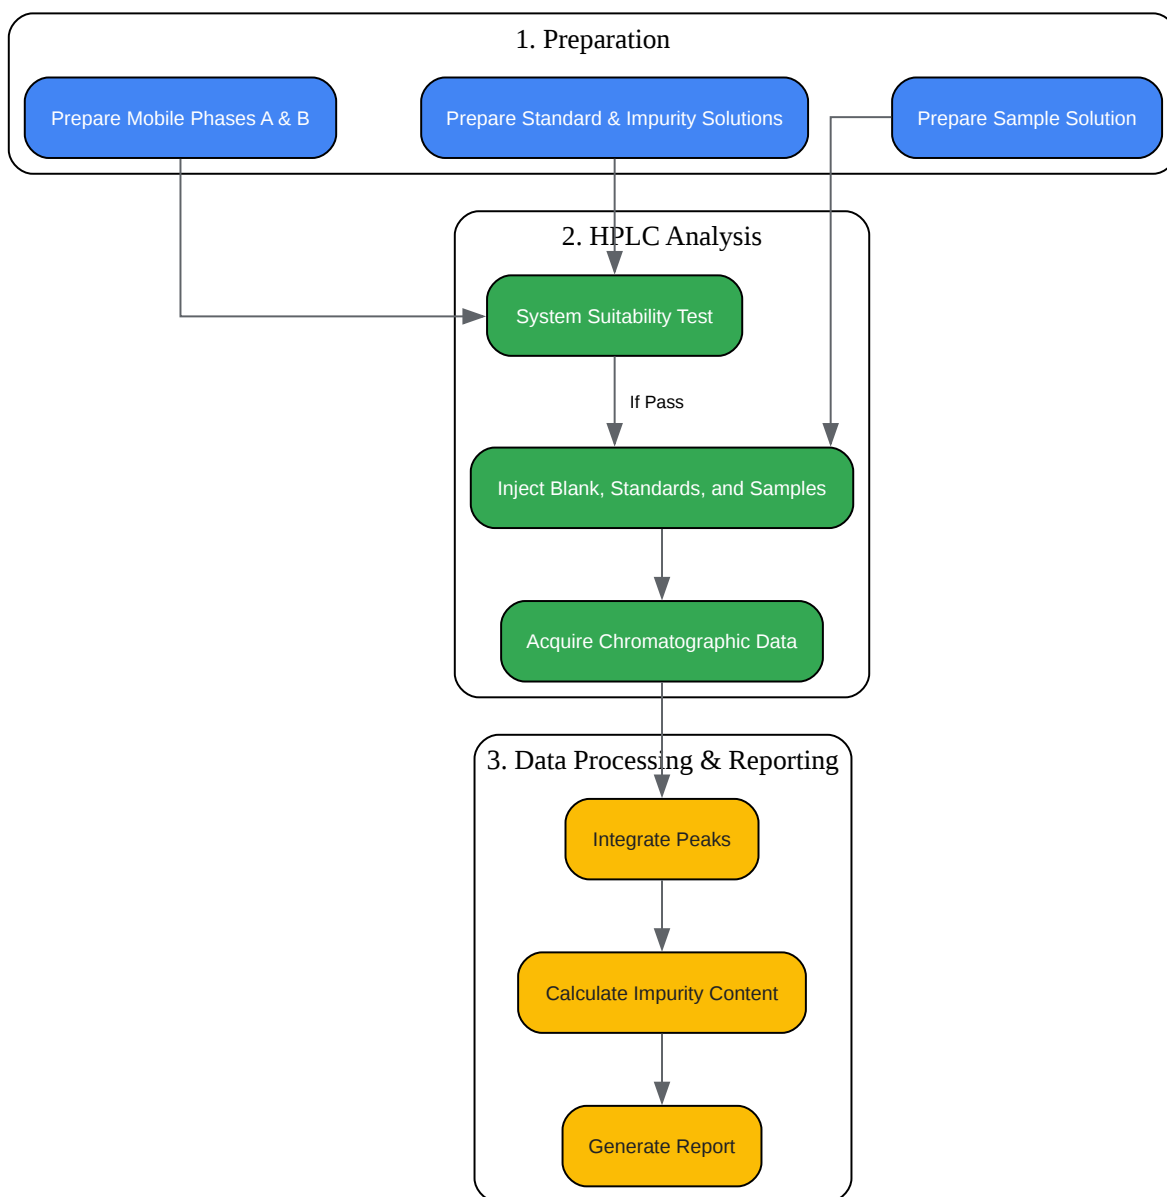 1. Preparation
Prepare Mobile Phases A & B
Prepare Standard & Impurity Solutions
Prepare Sample Solution
2. HPLC Analysis
System Suitability Test
If Pass
Inject Blank, Standards, and Samples
Acquire Chromatographic Data
3. Data Processing & Reporting
Integrate Peaks
Calculate Impurity Content
Generate Report